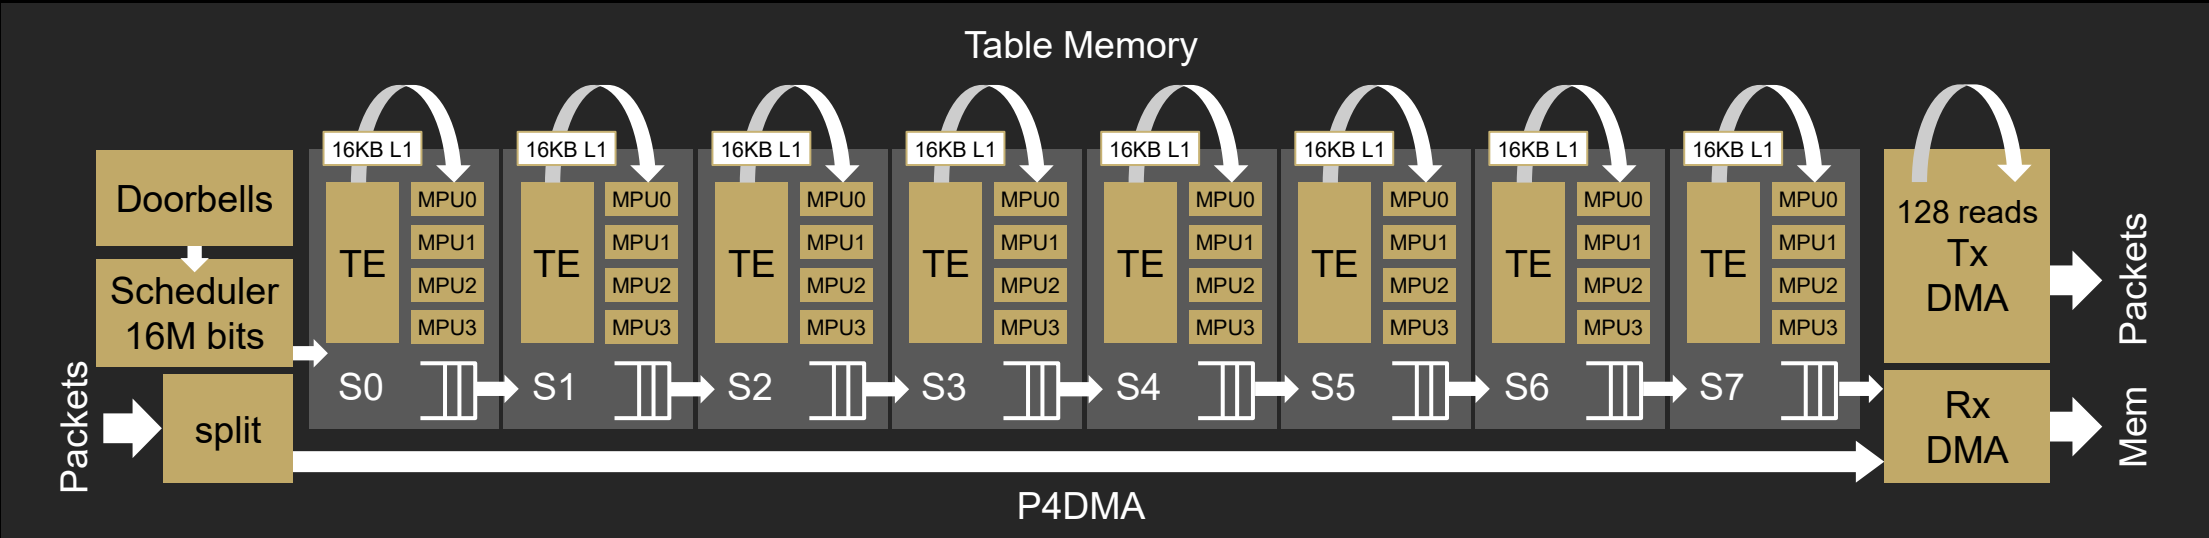 Table Memory
Doorbells
Scheduler
16M bits
Packets
split
16KB L1
TE
MPU0
MPU1
MPU2
MPU3
S0
16KB L1
TE
MPU0
MPU1
MPU2
MPU3
S1
16KB L1
TE
MPU0
MPU1
MPU2
MPU3
S2
16KB L1
TE
MPU0
MPU1
MPU2
MPU3
S3
16KB L1
TE
MPU0
MPU1
MPU2
MPU3
S4
16KB L1
TE
MPU0
MPU1
MPU2
MPU3
S5
16KB L1
TE
MPU0
MPU1
MPU2
MPU3
S6
16KB L1
TE
MPU0
MPU1
MPU2
MPU3
S7
128 reads
Tx
DMA
Packets
Rx
DMA
Mem
P4DMA